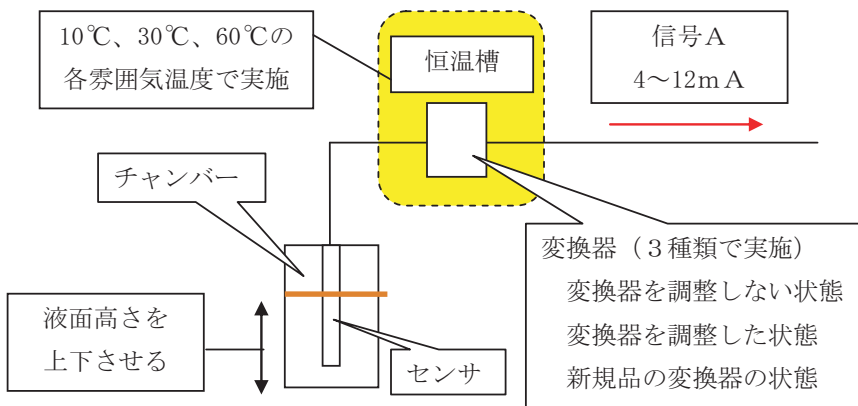 10℃、30℃、60℃の
各雰囲気温度で実施
恒温槽
信号A
4～12mA
チャンバー
変換器（3種類で実施）
変換器を調整しない状態
変換器を調整した状態
新規品の変換器の状態
液面高さを
上下させる
センサ